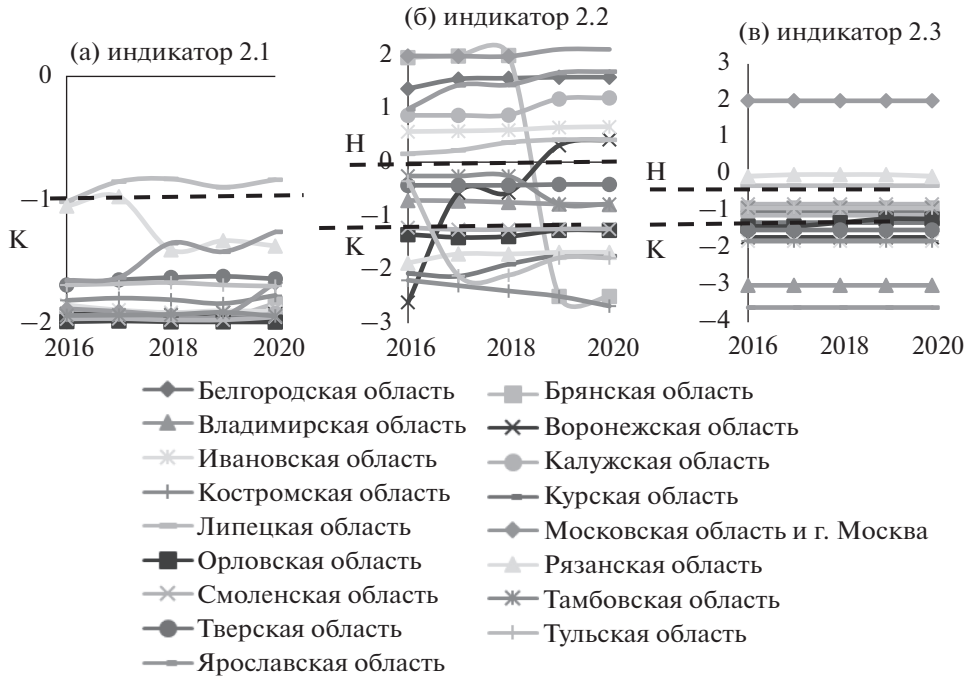 (а) индикатор 2.1
0
−1
К
−2
2016 2018 2020
(б) индикатор 2.2
2
1
Н
0
−1
К
−2
−3
2016 2018 2020
(в) индикатор 2.3
3
2
1
0
Н
−1
К
−2
−3
−4
2016 2018 2020
Белгородская область
Владимирская область
Ивановская область
Костромская область
Липецкая область
Орловская область
Смоленская область
Тверская область
Ярославская область
Брянская область
Воронежская область
Калужская область
Курская область
Московская область и г. Москва
Рязанская область
Тамбовская область
Тульская область